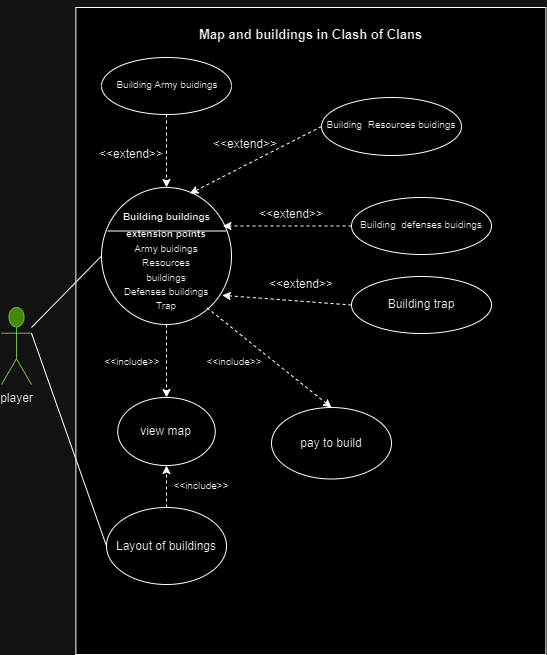 Map and buildings in Clash of Clans
Building Army buidings
Building  Resources buidings
<<extend>>
<<extend>>
Building buildings
extension points
Army buidings
Resources
buildings
Defenses buildings
Trap
<<extend>>
Building  defenses buidings
<<extend>>
Building trap
player
<<include>>
<<include>>
view map
pay to build
<<include>>
Layout of buildings